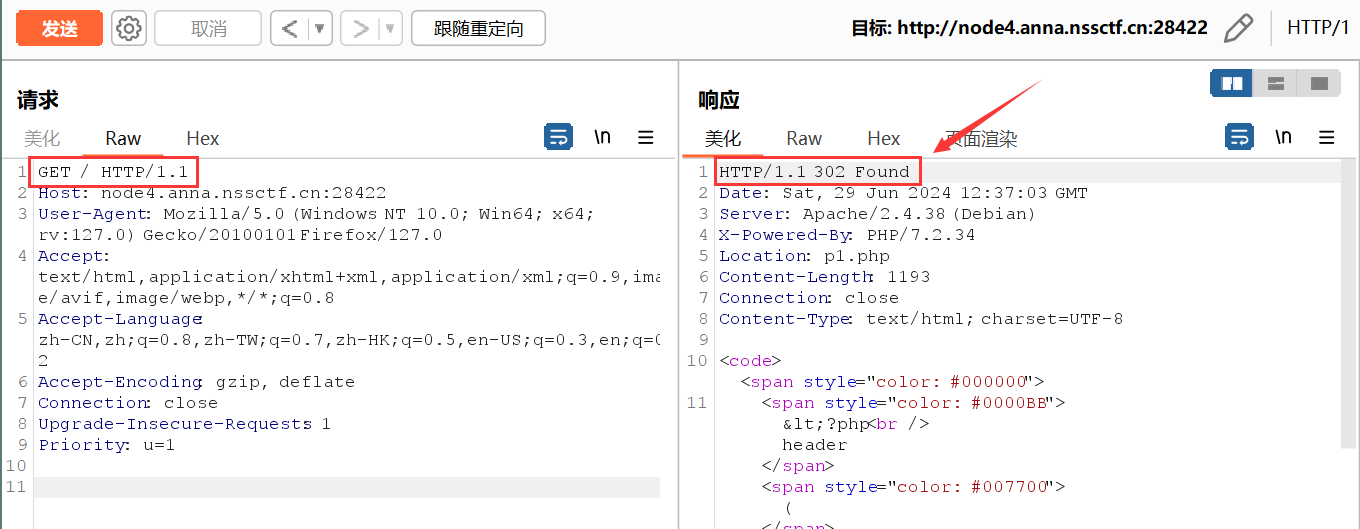 发送 取消 < > 跟随重定向 目标: http://node4.anna.nssctf.cn:28422 HTTP/1
请求
美化 Raw Hex \n
1 GET / HTTP/1.1
2 Host: node4.anna.nssctf.cn:28422
3 User-Agent: Mozilla/5.0 (Windows NT 10.0; Win64; x64;
rv:127.0) Gecko/20100101 Firefox/127.0
4 Accept:
text/html,application/xhtml+xml,application/xml;q=0.9,ima
e/avif,image/webp,*/*;q=0.8
5 Accept-Language:
zh-CN,zh;q=0.8,zh-TW;q=0.7,zh-HK;q=0.5,en-US;q=0.3,en;q=0
2
6 Accept-Encoding: gzip, deflate
7 Connection: close
8 Upgrade-Insecure-Requests: 1
9 Priority: u=1
10
11
响应
美化 Raw Hex 页面渲染 \n
1 HTTP/1.1 302 Found
2 Date: Sat, 29 Jun 2024 12:37:03 GMT
3 Server: Apache/2.4.38 (Debian)
4 X-Powered-By: PHP/7.2.34
5 Location: p1.php
6 Content-Length: 1193
7 Connection: close
8 Content-Type: text/html; charset=UTF-8
9
10 <code>
<span style="color: #000000">
11 <span style="color: #0000BB">
&lt;?php<br />
header
</span>
<span style="color: #007700">
(
</span>